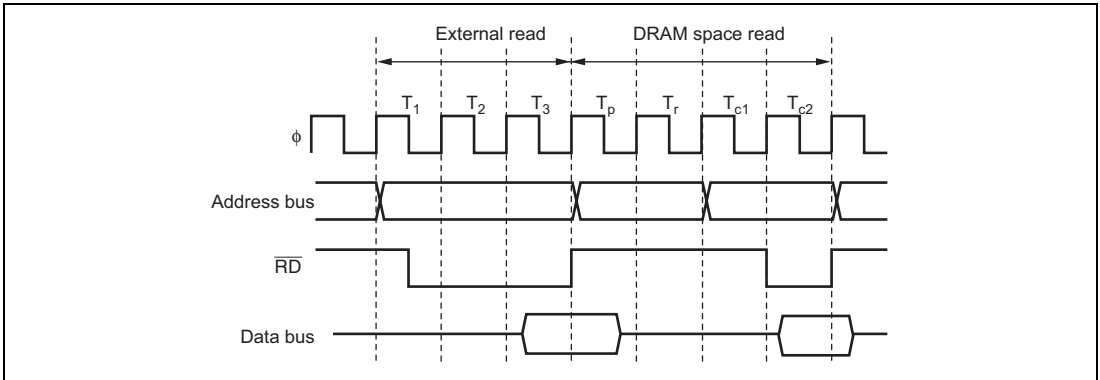 External read DRAM space read
T1 T2 T3 Tp Tr Tc1 Tc2
ϕ
Address bus
RD
Data bus